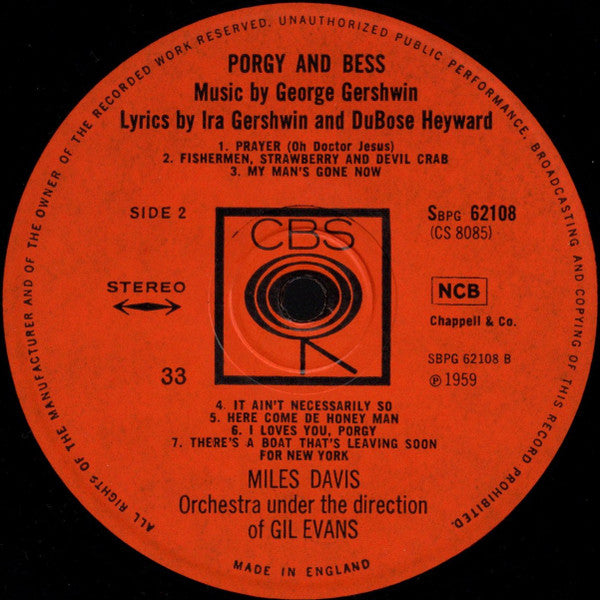 ALL RIGHTS OF THE MANUFACTURER AND OF THE OWNER OF THE RECORDED WORK RESERVED. UNAUTHORIZED PUBLIC PERFORMANCE, BROADCASTING AND COPYING OF THIS RECORD PROHIBITED.
PORGY AND BESS
Music by George Gershwin
Lyrics by Ira Gershwin and DuBose Heyward
1. PRAYER (Oh Doctor Jesus)
2. FISHERMEN, STRAWBERRY AND DEVIL CRAB
3. MY MAN'S GONE NOW
SIDE 2
CBS
SBPG 62108
(CS 8085)
STEREO
NCB
Chappell & Co.
33
SBPG 62108 B
℗ 1959
4. IT AIN'T NECESSARILY SO
5. HERE COME DE HONEY MAN
6. I LOVES YOU, PORGY
7. THERE'S A BOAT THAT'S LEAVING SOON
FOR NEW YORK
MILES DAVIS
Orchestra under the direction
of GIL EVANS
MADE IN ENGLAND